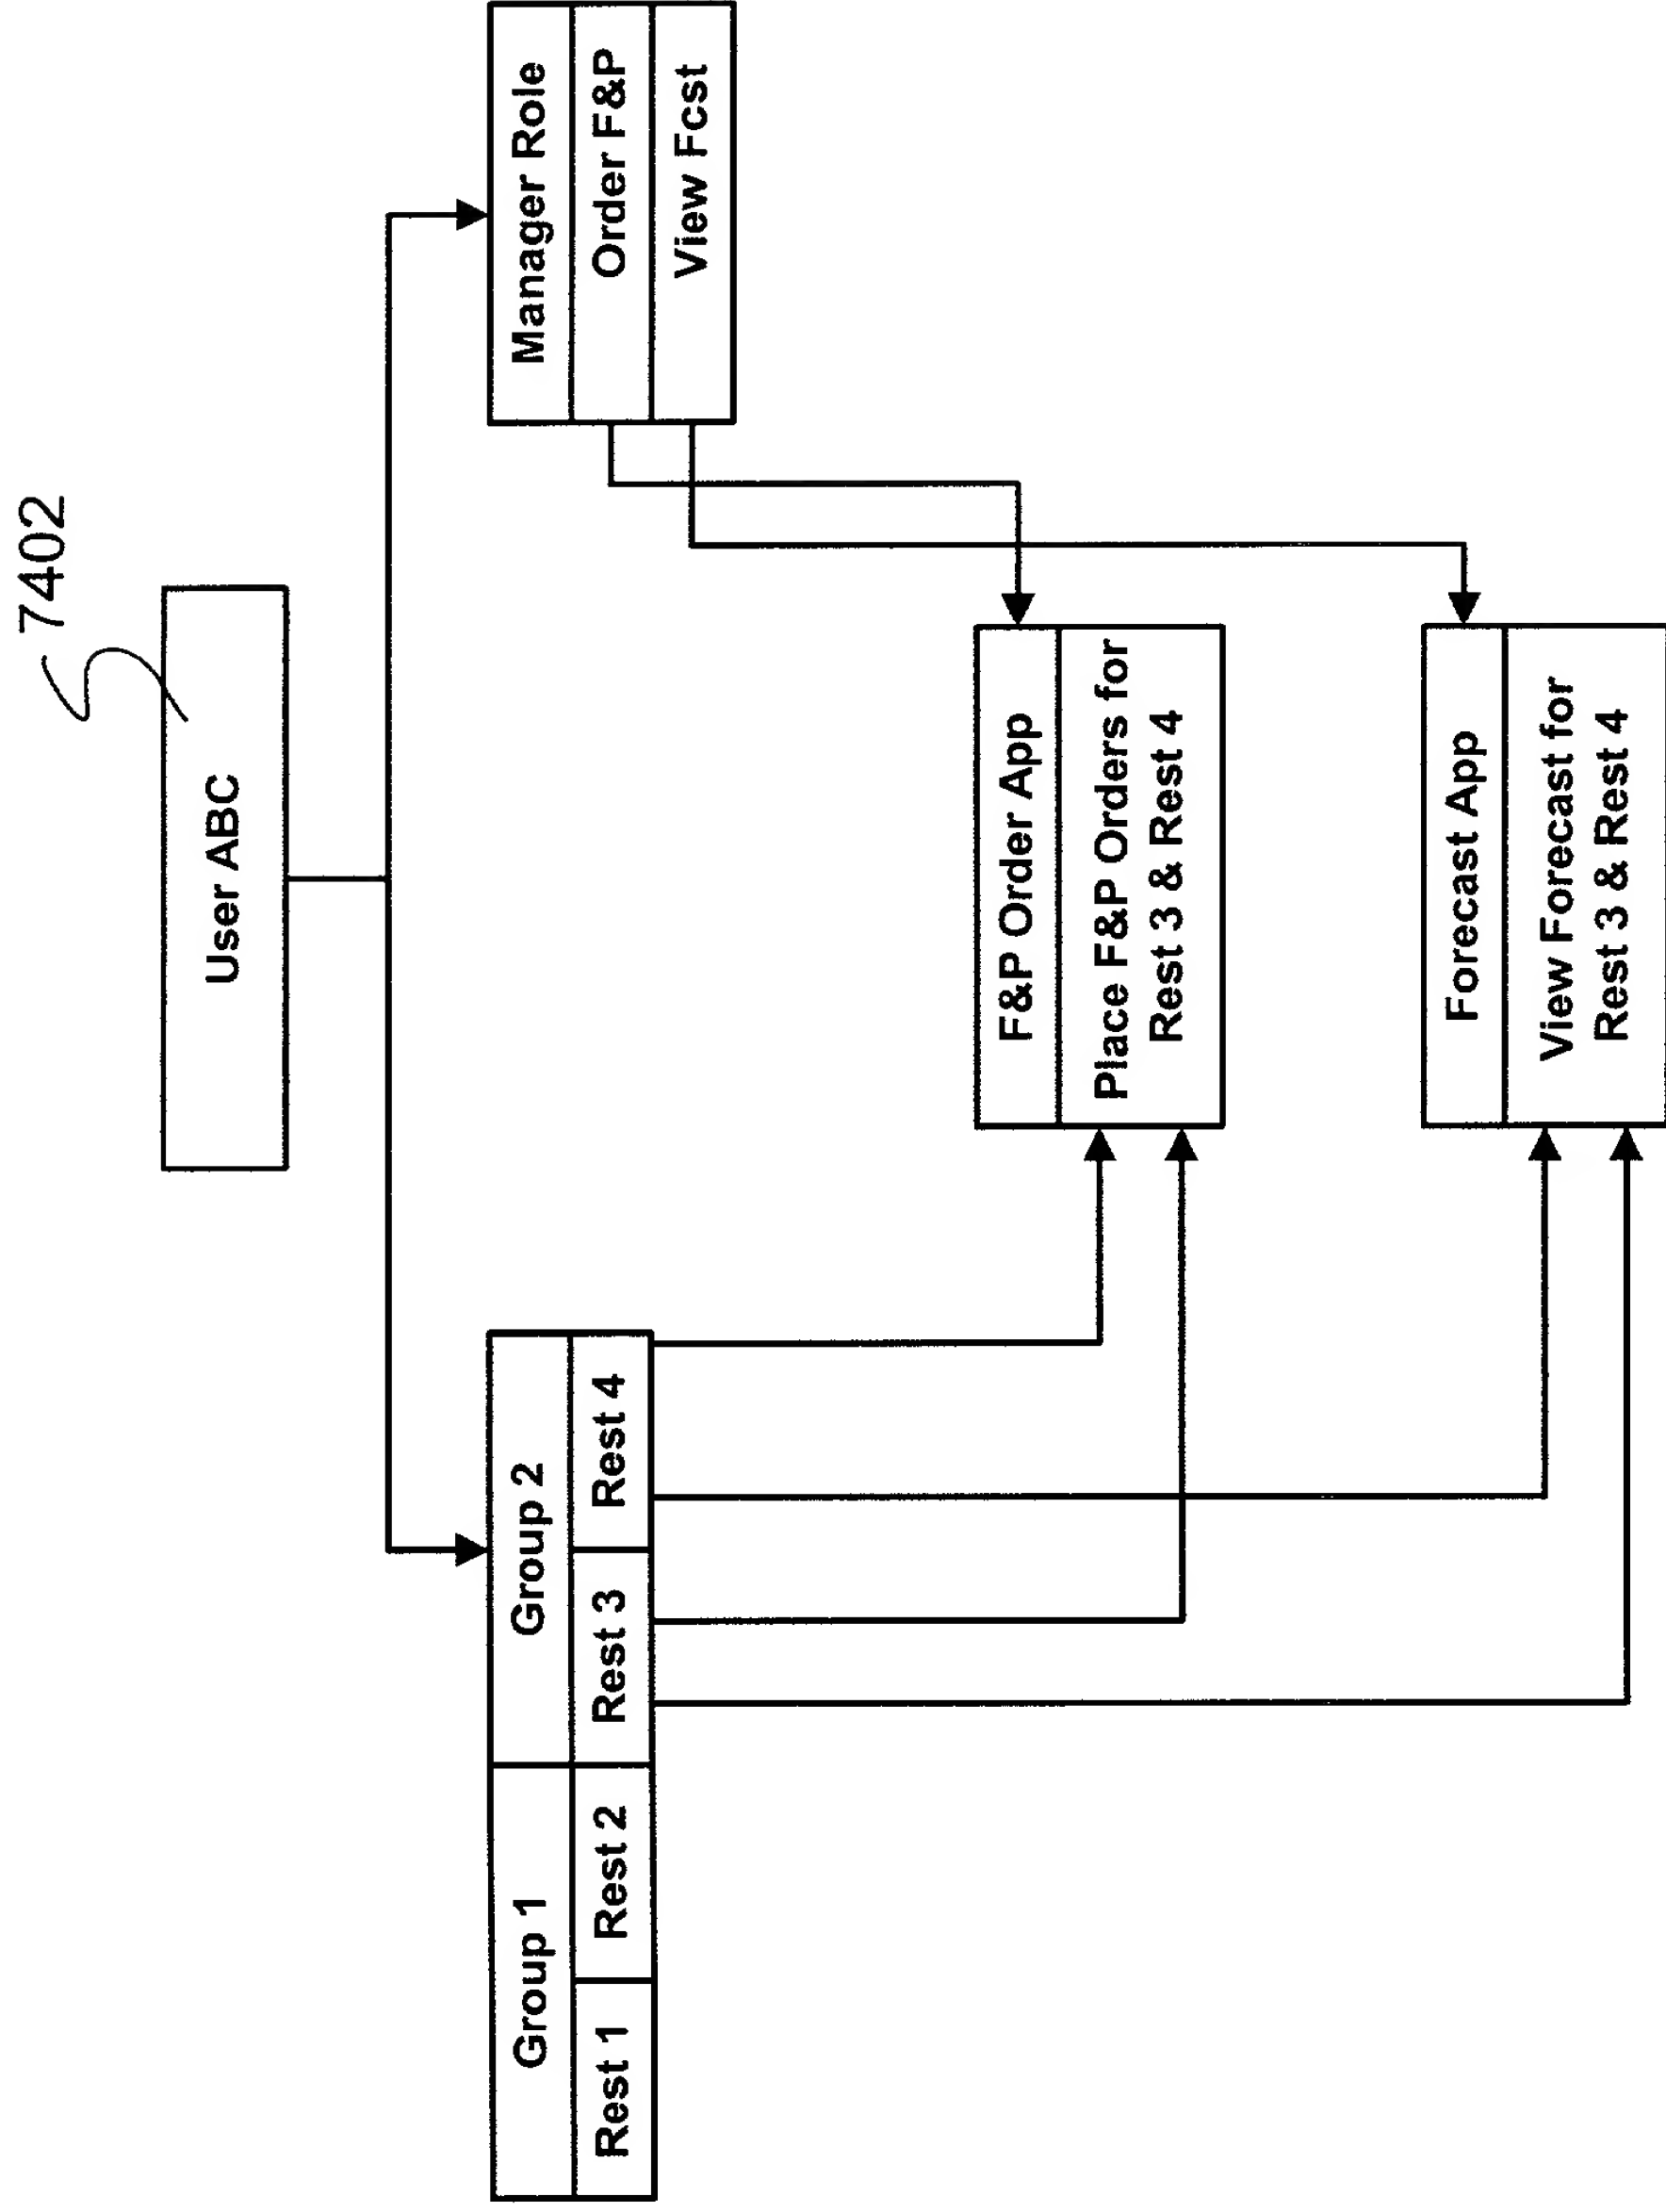 7402
User ABC
Group 1
Group 2
Rest 1
Rest 2
Rest 3
Rest 4
Manager Role
Order F&P
View Fcst
F&P Order App
Place F&P Orders for
Rest 3 & Rest 4
Forecast App
View Forecast for
Rest 3 & Rest 4